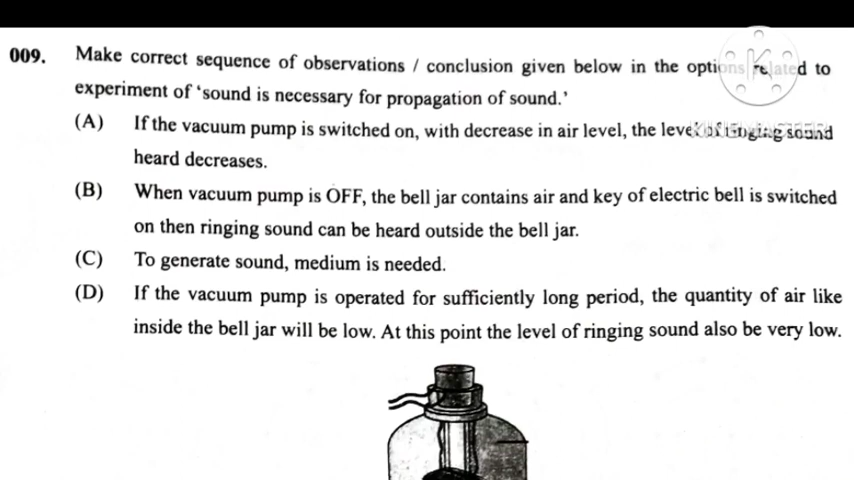 009. Make correct sequence of observations / conclusion given below in the options related to
experiment of 'sound is necessary for propagation of sound.'
(A) If the vacuum pump is switched on, with decrease in air level, the level of ringing sound
heard decreases.
(B) When vacuum pump is OFF, the bell jar contains air and key of electric bell is switched
on then ringing sound can be heard outside the bell jar.
(C) To generate sound, medium is needed.
(D) If the vacuum pump is operated for sufficiently long period, the quantity of air like
inside the bell jar will be low. At this point the level of ringing sound also be very low.
K
KINEMASTER